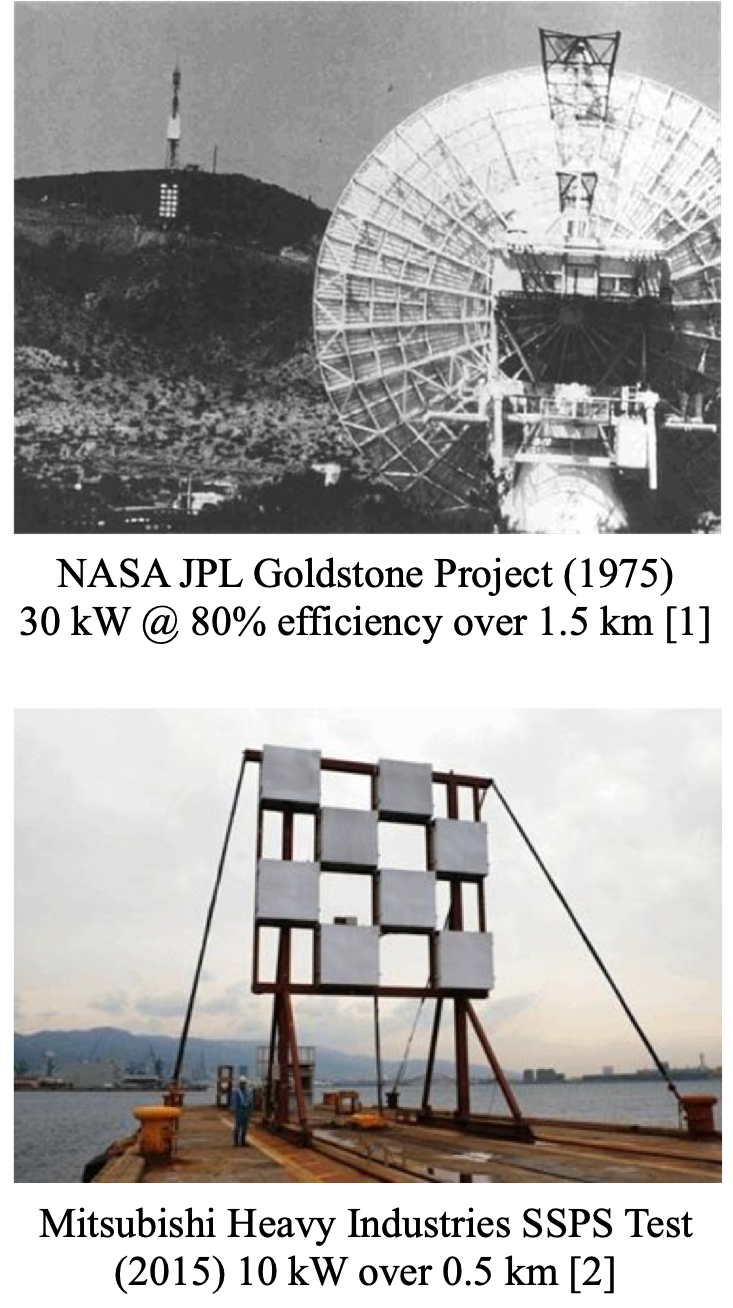 NASA JPL Goldstone Project (1975)
30 kW @ 80% efficiency over 1.5 km [1]
Mitsubishi Heavy Industries SSPS Test
(2015) 10 kW over 0.5 km [2]